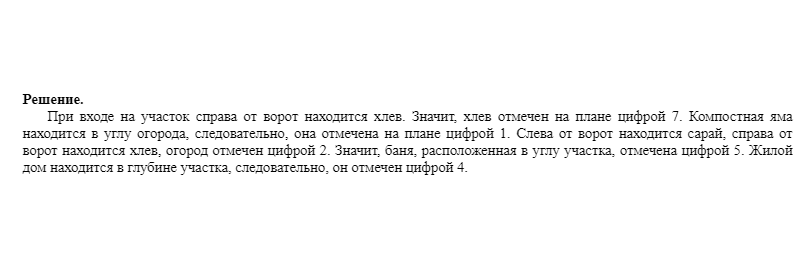 Решение.
При входе на участок справа от ворот находится хлев. Значит, хлев отмечен на плане цифрой 7. Компостная яма
находится в углу огорода, следовательно, она отмечена на плане цифрой 1. Слева от ворот находится сарай, справа от
ворот находится хлев, огород отмечен цифрой 2. Значит, баня, расположенная в углу участка, отмечена цифрой 5. Жилой
дом находится в глубине участка, следовательно, он отмечен цифрой 4.